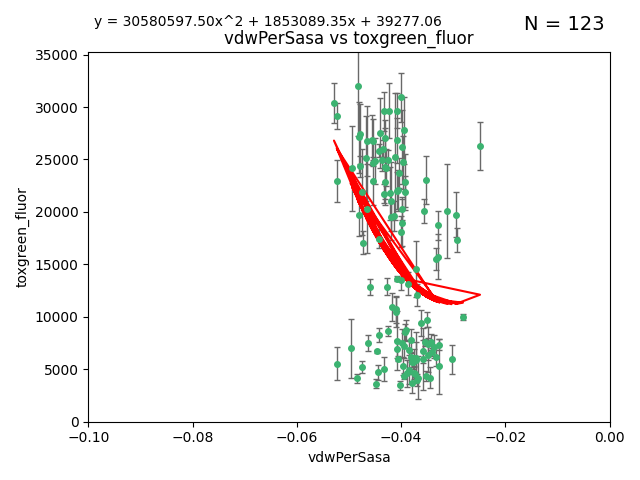 y = 30580597.50x^2 + 1853089.35x + 39277.06
N = 123
vdwPerSasa vs toxgreen_fluor
35000
30000
25000
20000
15000
10000
5000
0
toxgreen_fluor
−0.10 −0.08 −0.06 −0.04 −0.02 0.00
vdwPerSasa